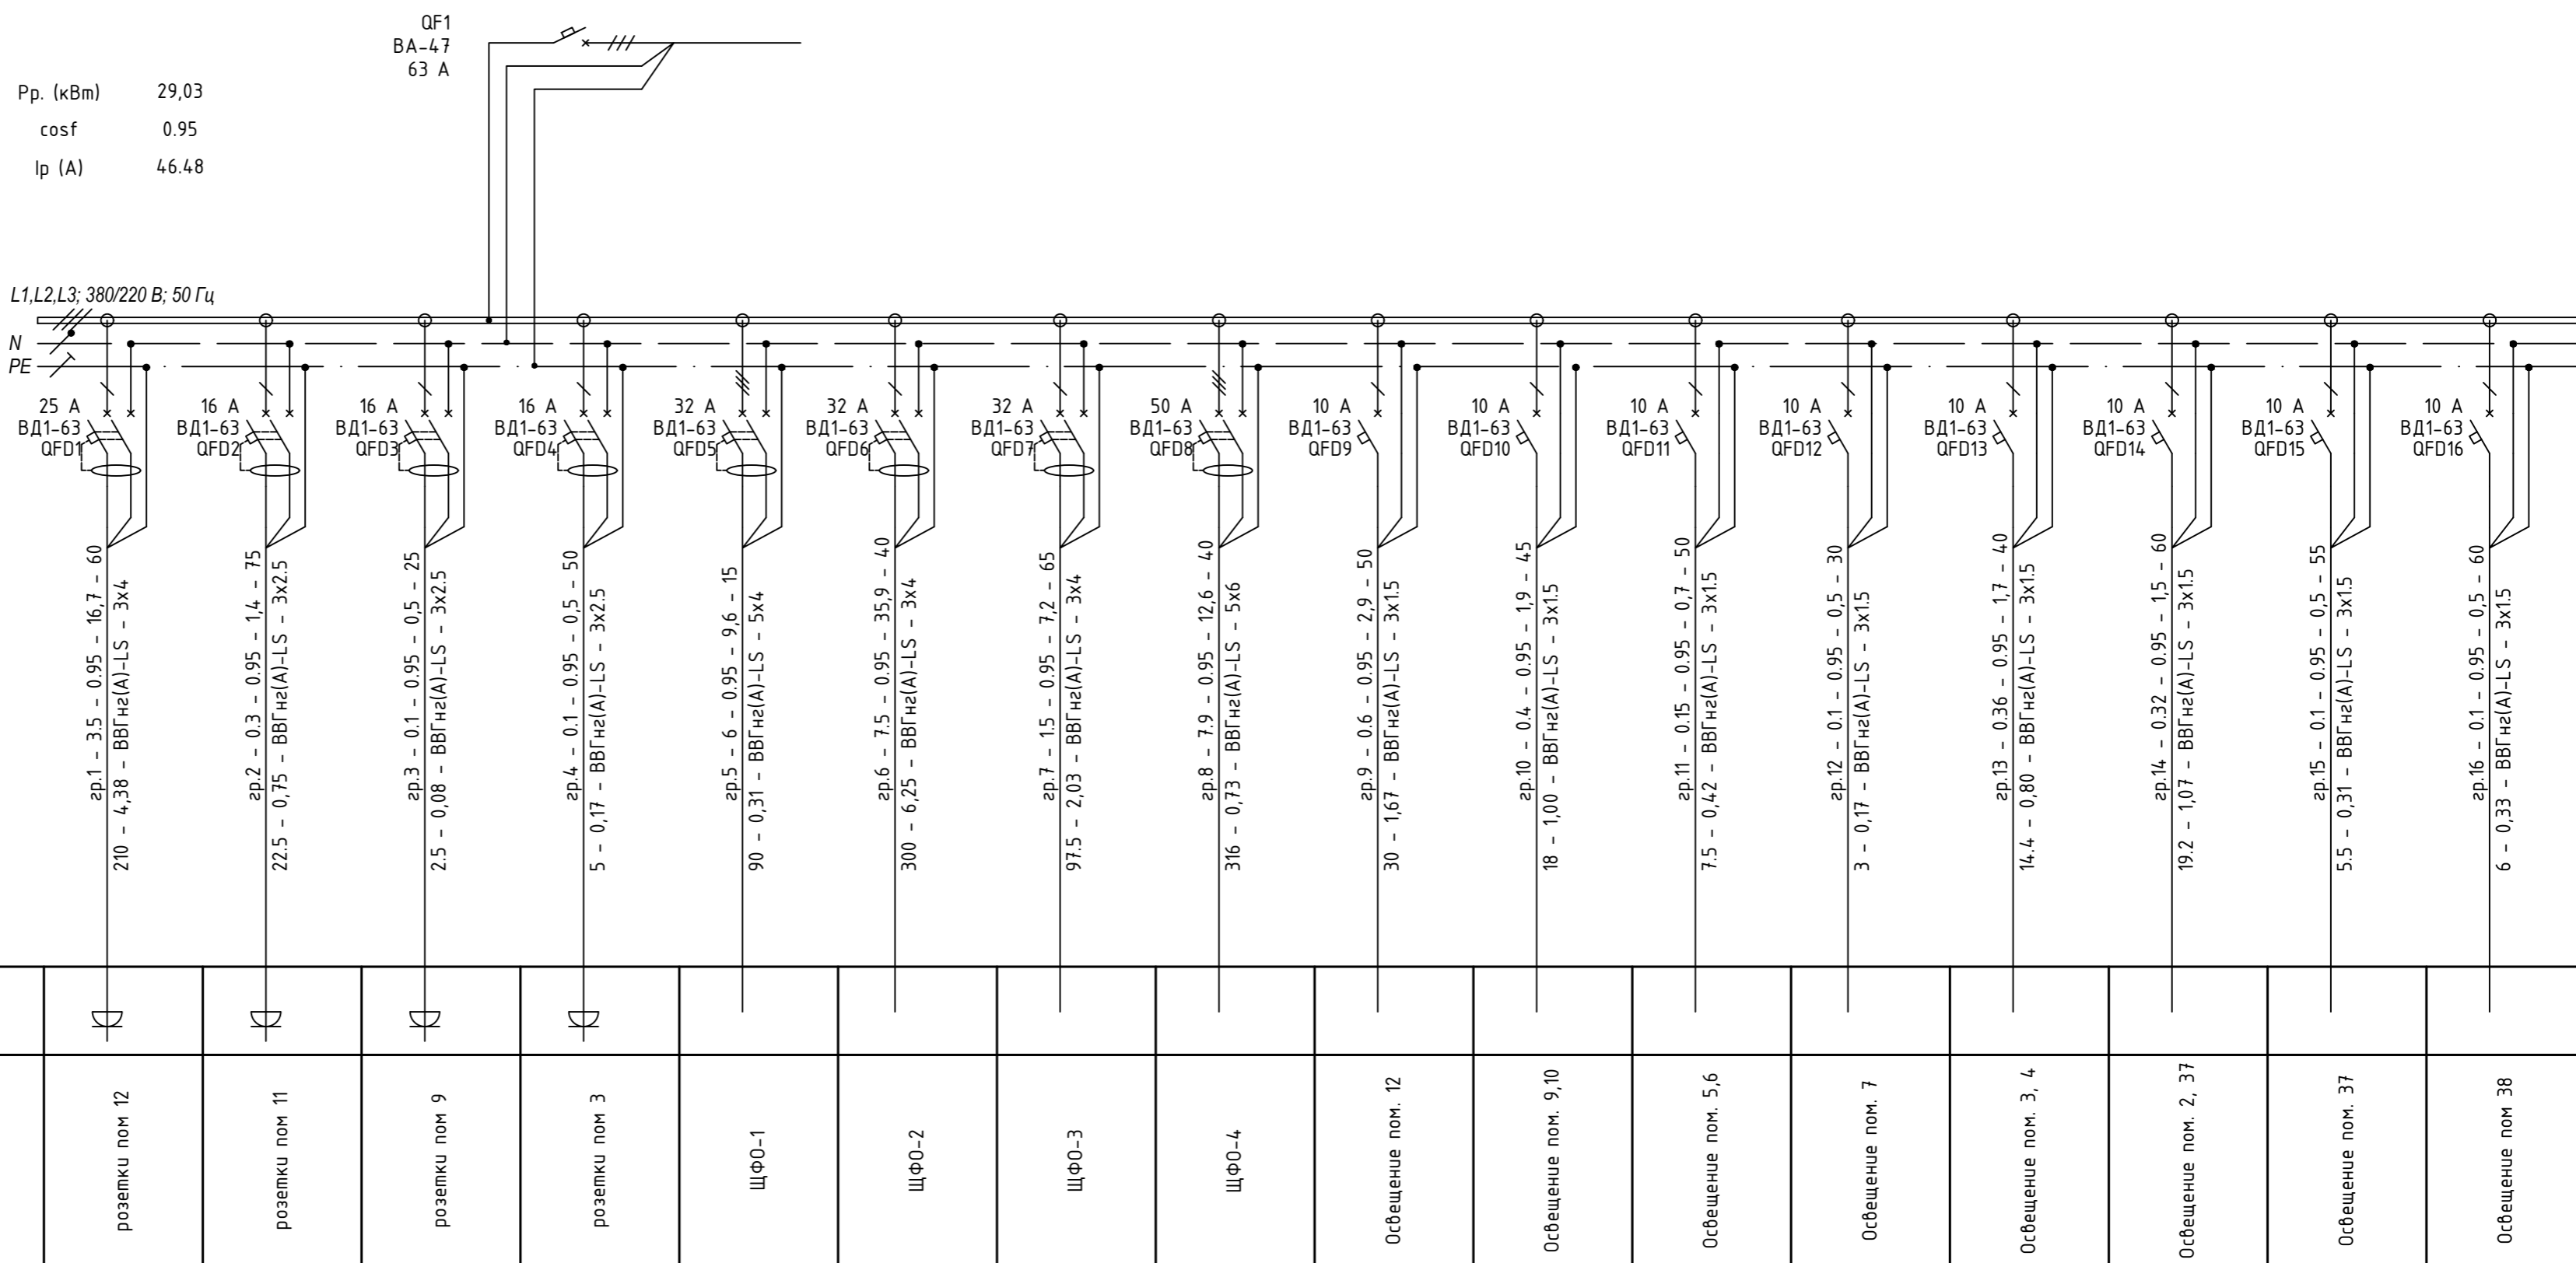 QF1
ВА-47
63 А
Рр. (кВт) 29,03
cosf 0.95
Ip (А) 46.48
L1,L2,L3; 380/220 В; 50 Гц
N
PE
25 А
ВД1-63
QFD1
16 А
ВД1-63
QFD2
16 А
ВД1-63
QFD3
16 А
ВД1-63
QFD4
32 А
ВД1-63
QFD5
32 А
ВД1-63
QFD6
32 А
ВД1-63
QFD7
50 А
ВД1-63
QFD8
10 А
ВД1-63
QFD9
10 А
ВД1-63
QFD10
10 А
ВД1-63
QFD11
10 А
ВД1-63
QFD12
10 А
ВД1-63
QFD13
10 А
ВД1-63
QFD14
10 А
ВД1-63
QFD15
10 А
ВД1-63
QFD16
гр.1 - 3.5 - 0.95 - 16,7 - 60
210 - 4,38 - ВВГнг(А)-LS - 3х4
гр.2 - 0.3 - 0.95 - 1,4 - 75
22.5 - 0,75 - ВВГнг(А)-LS - 3х2.5
гр.3 - 0.1 - 0.95 - 0,5 - 25
2.5 - 0,08 - ВВГнг(А)-LS - 3х2.5
гр.4 - 0.1 - 0.95 - 0,5 - 50
5 - 0,17 - ВВГнг(А)-LS - 3х2.5
гр.5 - 6 - 0.95 - 9,6 - 15
90 - 0,31 - ВВГнг(А)-LS - 5х4
гр.6 - 7.5 - 0.95 - 35,9 - 40
300 - 6,25 - ВВГнг(А)-LS - 3х4
гр.7 - 1.5 - 0.95 - 7,2 - 65
97.5 - 2,03 - ВВГнг(А)-LS - 3х4
гр.8 - 7.9 - 0.95 - 12,6 - 40
316 - 0,73 - ВВГнг(А)-LS - 5х6
гр.9 - 0.6 - 0.95 - 2,9 - 50
30 - 1,67 - ВВГнг(А)-LS - 3х1.5
гр.10 - 0.4 - 0.95 - 1,9 - 45
18 - 1,00 - ВВГнг(А)-LS - 3х1.5
гр.11 - 0.15 - 0.95 - 0,7 - 50
7.5 - 0,42 - ВВГнг(А)-LS - 3х1.5
гр.12 - 0.1 - 0.95 - 0,5 - 30
3 - 0,17 - ВВГнг(А)-LS - 3х1.5
гр.13 - 0.36 - 0.95 - 1,7 - 40
14.4 - 0,80 - ВВГнг(А)-LS - 3х1.5
гр.14 - 0.32 - 0.95 - 1,5 - 60
19.2 - 1,07 - ВВГнг(А)-LS - 3х1.5
гр.15 - 0.1 - 0.95 - 0,5 - 55
5.5 - 0,31 - ВВГнг(А)-LS - 3х1.5
гр.16 - 0.1 - 0.95 - 0,5 - 60
6 - 0,33 - ВВГнг(А)-LS - 3х1.5
розетки пом 12
розетки пом 11
розетки пом 9
розетки пом 3
ЩФО-1
ЩФО-2
ЩФО-3
ЩФО-4
Освещение пом. 12
Освещение пом. 9,10
Освещение пом. 5,6
Освещение пом. 7
Освещение пом. 3, 4
Освещение пом. 2, 37
Освещение пом. 37
Освещение пом 38